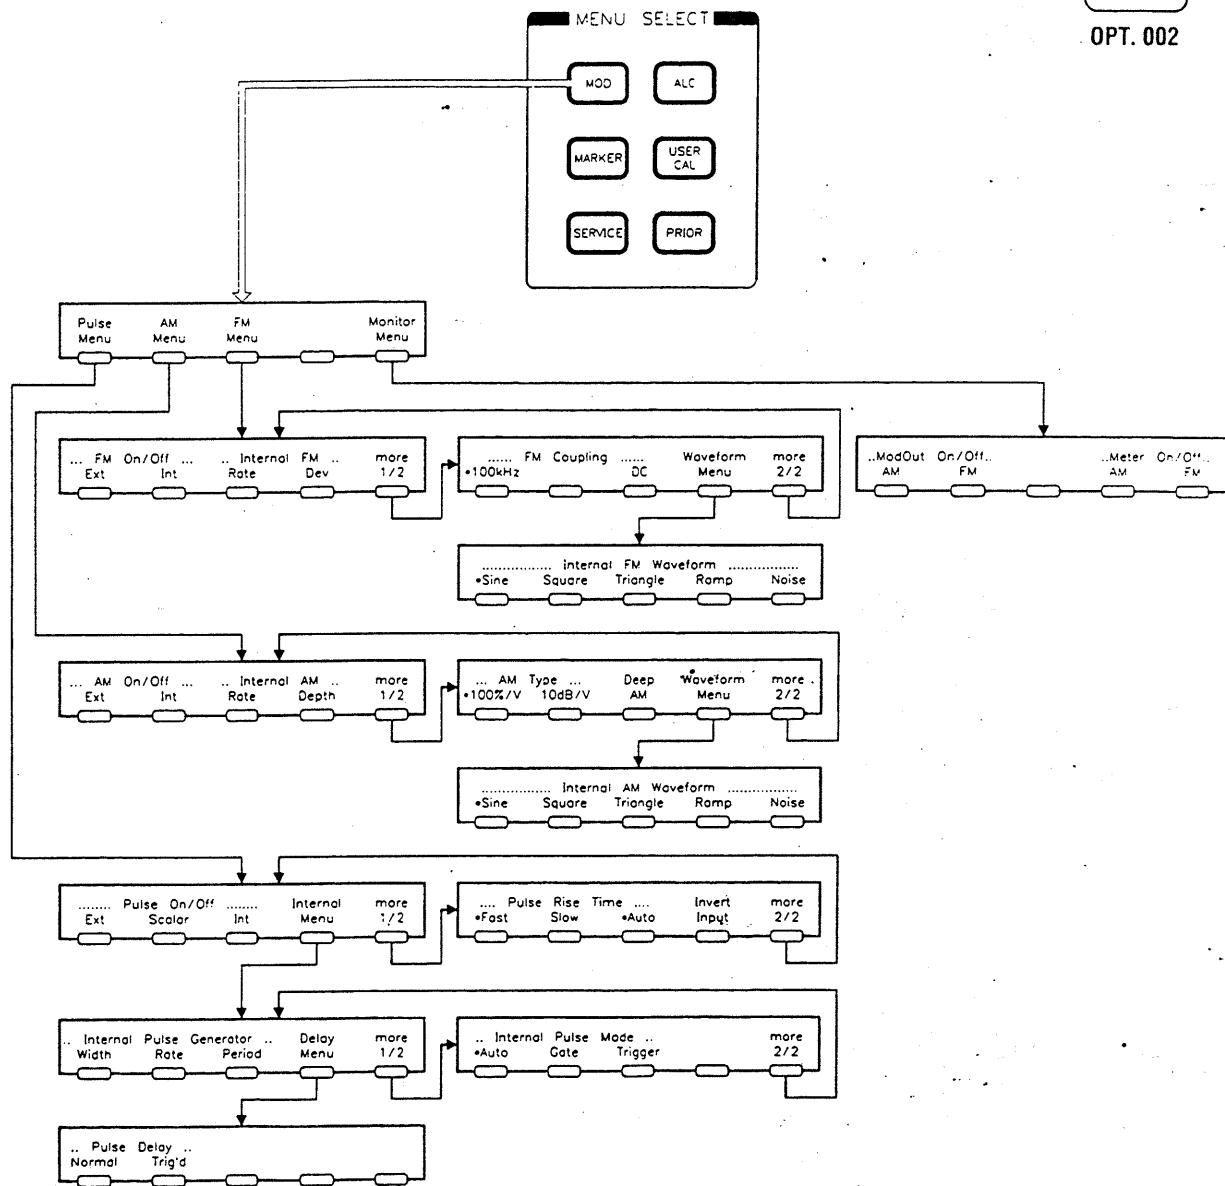 MENU SELECT
OPT. 002
MOD ALC
MARKER USER CAL
SERVICE PRIOR
Pulse Menu AM Menu FM Menu Monitor Menu
... FM On/Off ... .. Internal FM .. more
Ext Int Rate Dev 1/2
...... FM Coupling ...... Waveform more
•100kHz DC Menu 2/2
..ModOut On/Off.. ..Meter On/Off..
AM FM AM FM
................. Internal FM Waveform .................
•Sine Square Triangle Ramp Noise
... AM On/Off ... .. Internal AM .. more
Ext Int Rate Depth 1/2
... AM Type ... Deep Waveform more
•100%/V 10dB/V AM Menu 2/2
................. Internal AM Waveform .................
•Sine Square Triangle Ramp Noise
........ Pulse On/Off ........ Internal more
Ext Scalar Int Menu 1/2
.... Pulse Rise Time .... Invert more
•Fast Slow •Auto Input 2/2
.. Internal Pulse Generator .. Delay more
Width Rate Period Menu 1/2
.. Internal Pulse Mode .. more
•Auto Gate Trigger 2/2
.. Pulse Delay ..
Normal Trig'd